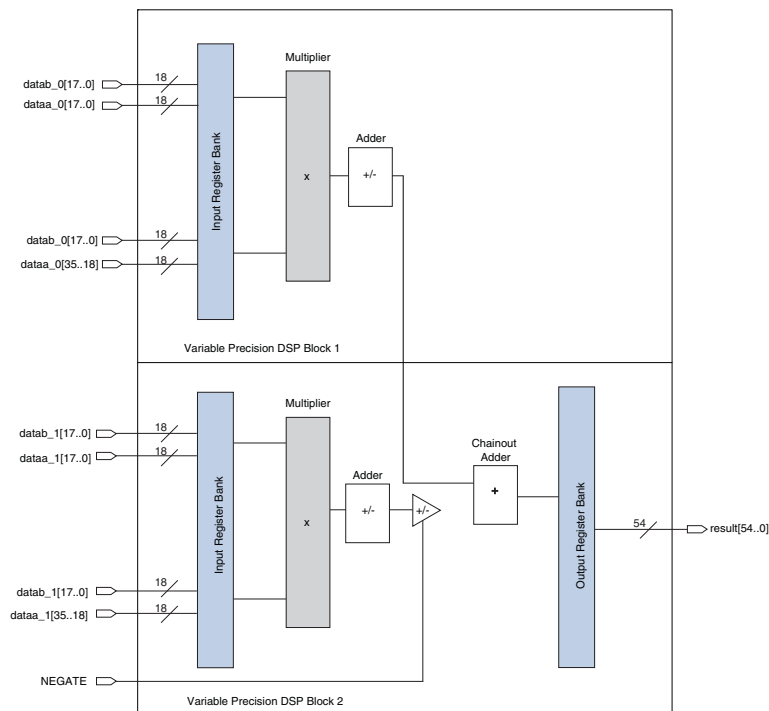 Multiplier
datab_0[17..0]
18
dataa_0[17..0]
18
Adder
Input Register Bank
x
+/-
datab_0[17..0]
18
dataa_0[35..18]
18
Variable Precision DSP Block 1
Multiplier
datab_1[17..0]
18
dataa_1[17..0]
18
Chainout
Adder
Adder
Input Register Bank
x
+/-
+/-
+
Output Register Bank
54
result[54..0]
datab_1[17..0]
18
dataa_1[35..18]
18
NEGATE
Variable Precision DSP Block 2